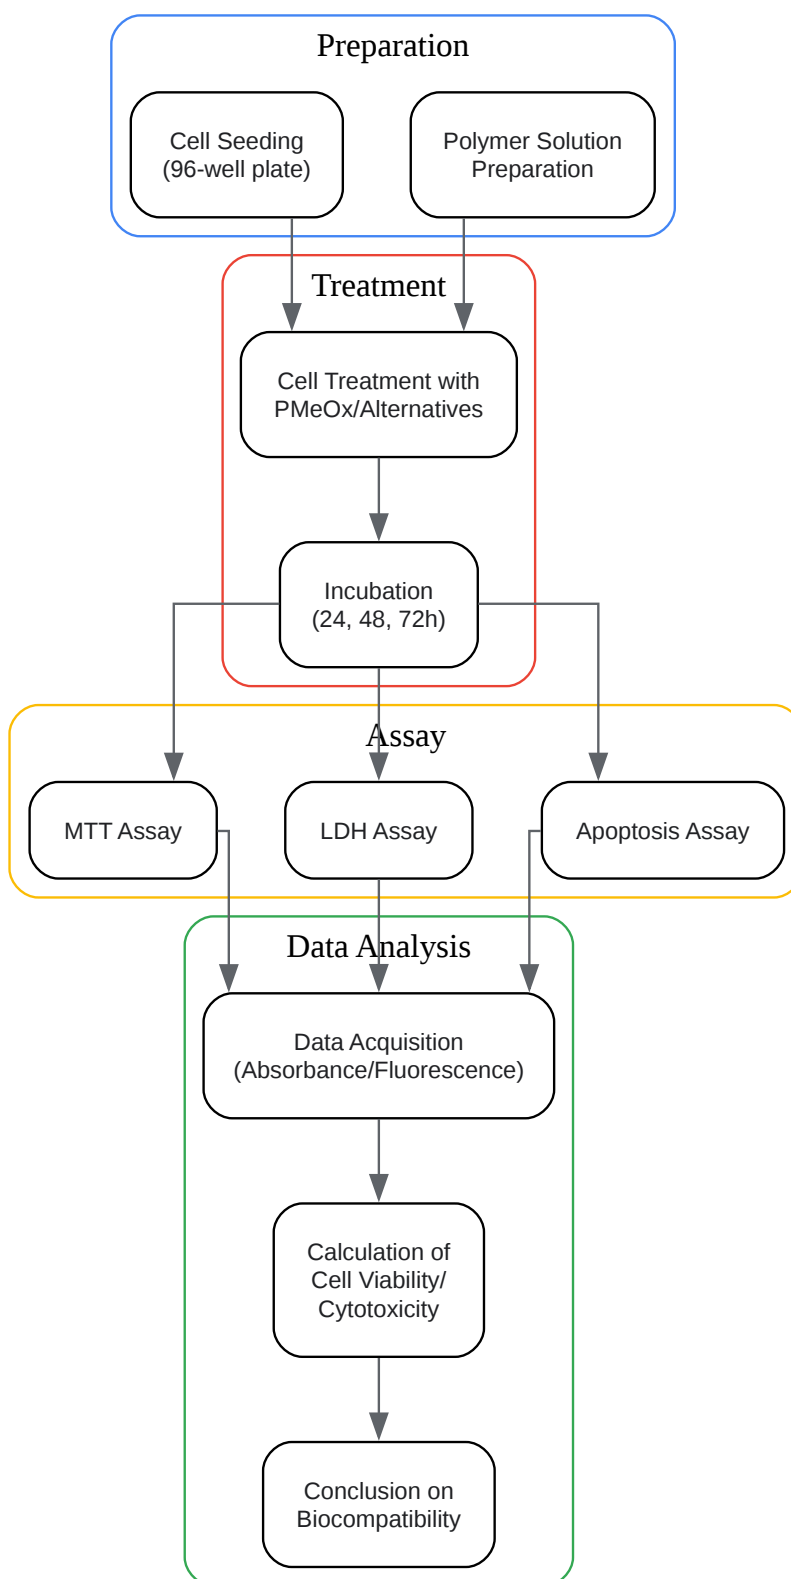 Preparation
Cell Seeding
(96-well plate)
Polymer Solution
Preparation
Treatment
Cell Treatment with
PMeOx/Alternatives
Incubation
(24, 48, 72h)
Assay
MTT Assay
LDH Assay
Apoptosis Assay
Data Analysis
Data Acquisition
(Absorbance/Fluorescence)
Calculation of
Cell Viability/
Cytotoxicity
Conclusion on
Biocompatibility